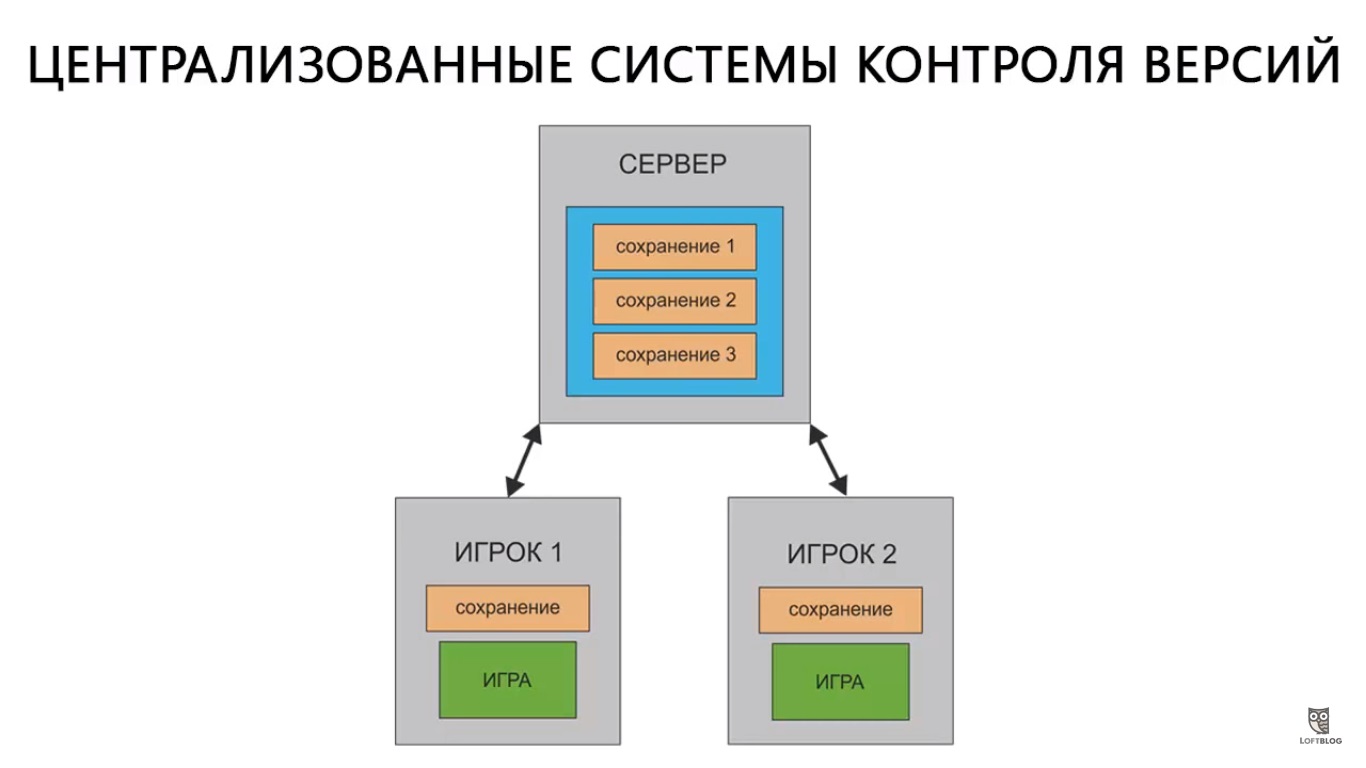 ЦЕНТРАЛИЗОВАННЫЕ СИСТЕМЫ КОНТРОЛЯ ВЕРСИЙ
СЕРВЕР
сохранение 1
сохранение 2
сохранение 3
ИГРОК 1
сохранение
ИГРА
ИГРОК 2
сохранение
ИГРА
LOFTBLOG